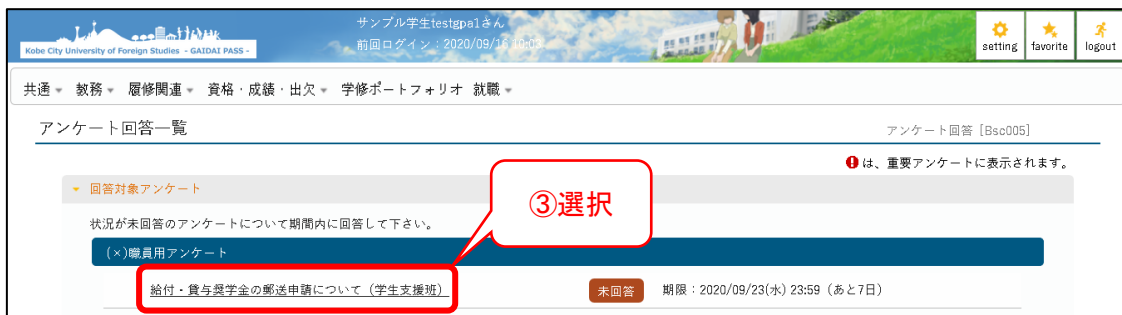 サンプル学生testgpa1さん
Kobe City University of Foreign Studies - GAIDAI PASS -
前回ログイン：2020/09/16 10:03
setting
favorite
logout
共通 教務 履修関連 資格・成績・出欠 学修ポートフォリオ 就職
アンケート回答一覧
アンケート回答 [Bsc005]
は、重要アンケートに表示されます。
回答対象アンケート
③選択
状況が未回答のアンケートについて期間内に回答して下さい。
(×)職員用アンケート
給付・貸与奨学金の郵送申請について（学生支援班）
未回答
期限：2020/09/23(水) 23:59（あと7日）